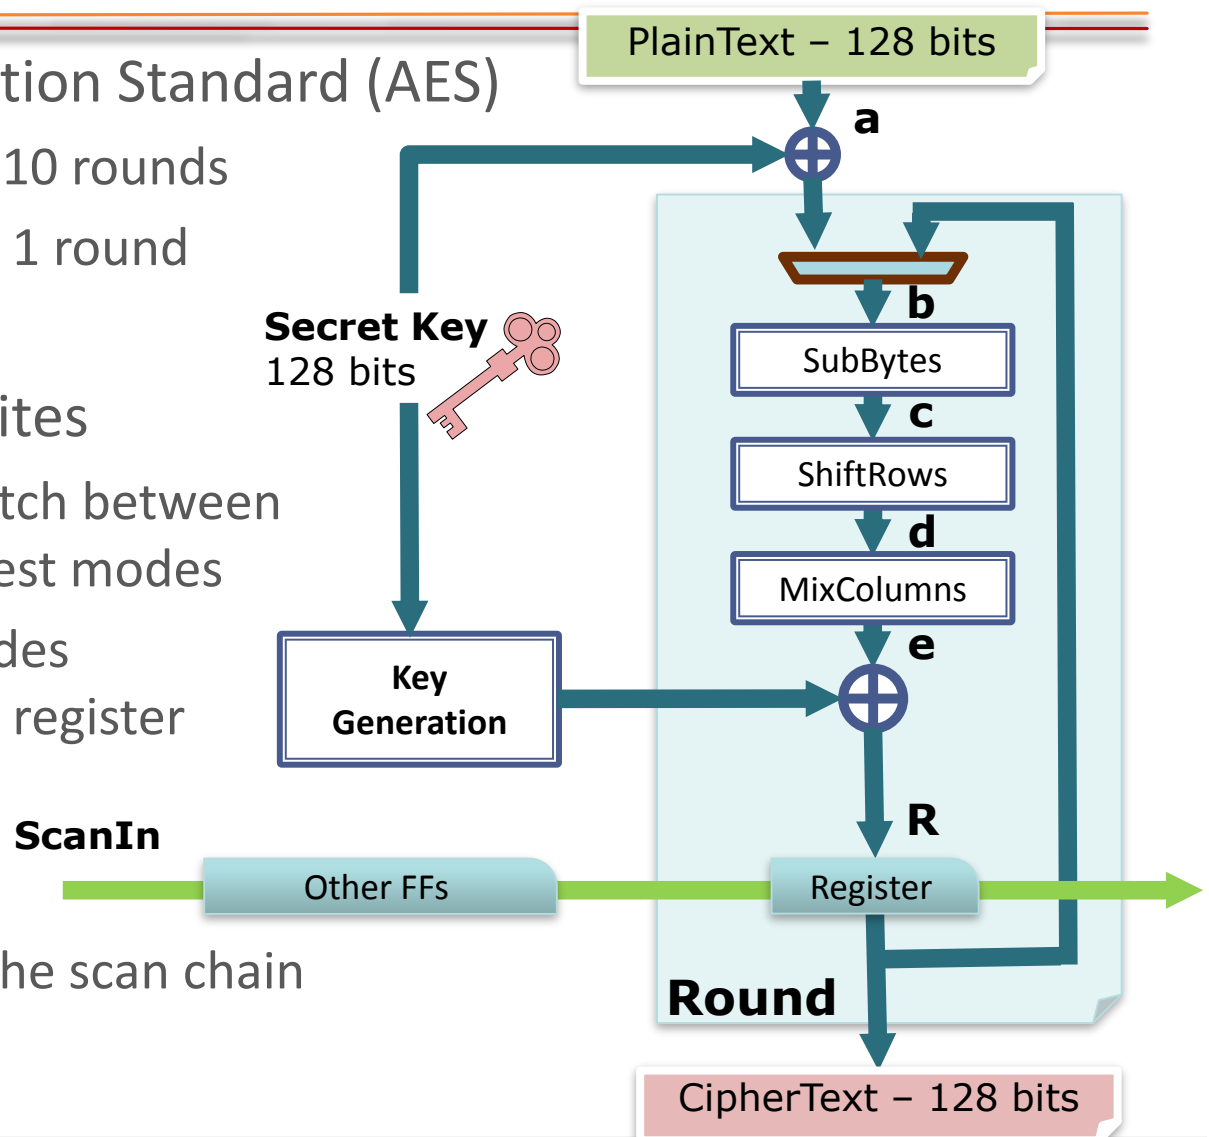 PlainText – 128 bits
tion Standard (AES)
a
10 rounds
1 round
b
Secret Key
128 bits
SubBytes
c
ites
ShiftRows
tch between
d
est modes
MixColumns
e
des
Key
Generation
register
R
ScanIn
Other FFs
Register
he scan chain
Round
CipherText – 128 bits